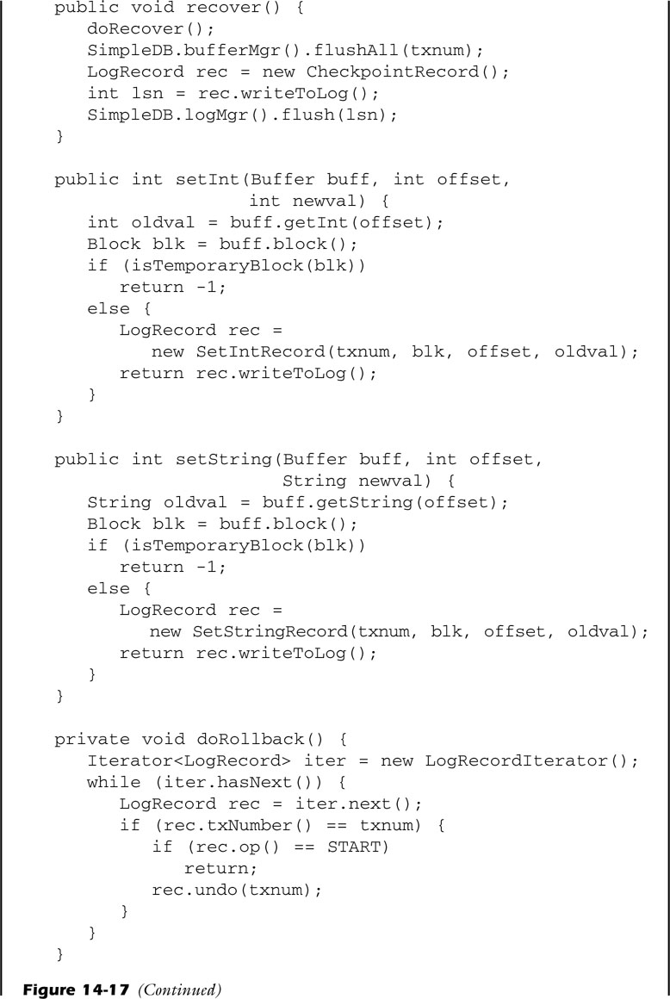 public void recover() {
   doRecover();
   SimpleDB.bufferMgr().flushAll(txnum);
   LogRecord rec = new CheckpointRecord();
   int lsn = rec.writeToLog();
   SimpleDB.logMgr().flush(lsn);
}

public int setInt(Buffer buff, int offset,
                  int newval) {
   int oldval = buff.getInt(offset);
   Block blk = buff.block();
   if (isTemporaryBlock(blk))
      return -1;
   else {
      LogRecord rec =
         new SetIntRecord(txnum, blk, offset, oldval);
      return rec.writeToLog();
   }
}

public int setString(Buffer buff, int offset,
                     String newval) {
   String oldval = buff.getString(offset);
   Block blk = buff.block();
   if (isTemporaryBlock(blk))
      return -1;
   else {
      LogRecord rec =
         new SetStringRecord(txnum, blk, offset, oldval);
      return rec.writeToLog();
   }
}

private void doRollback() {
   Iterator<LogRecord> iter = new LogRecordIterator();
   while (iter.hasNext()) {
      LogRecord rec = iter.next();
      if (rec.txNumber() == txnum) {
         if (rec.op() == START)
            return;
         rec.undo(txnum);
      }
   }
}
Figure 14-17 (Continued)